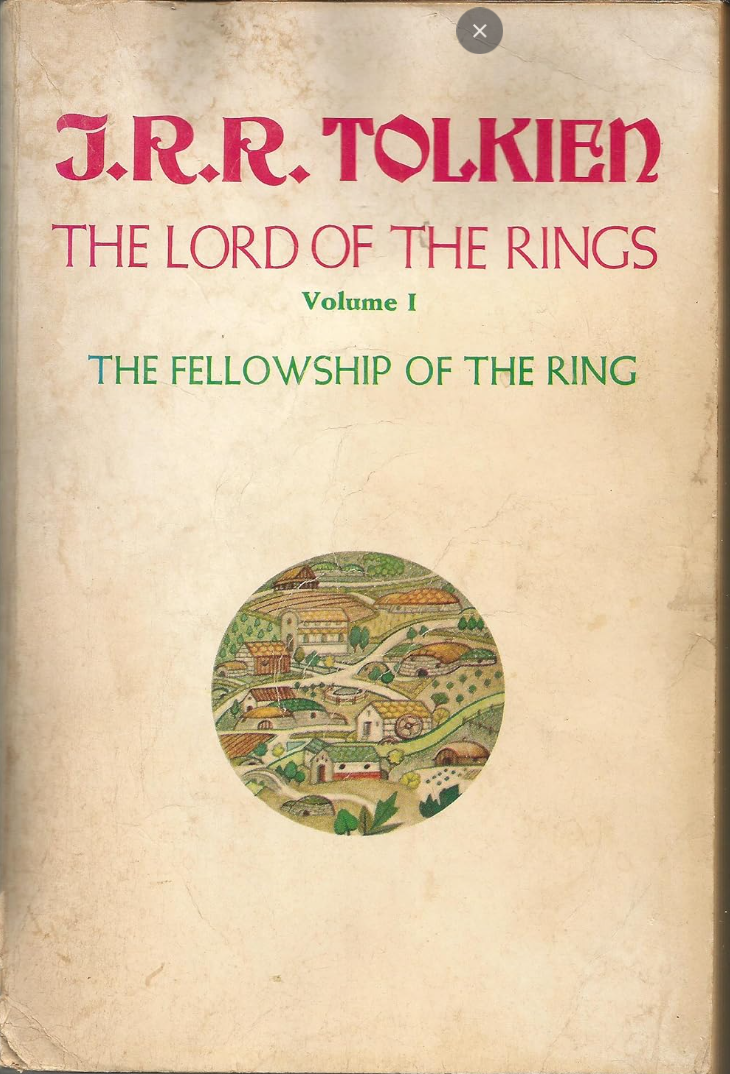 J.R.R. TOLKIEN
THE LORD OF THE RINGS
Volume I
THE FELLOWSHIP OF THE RING